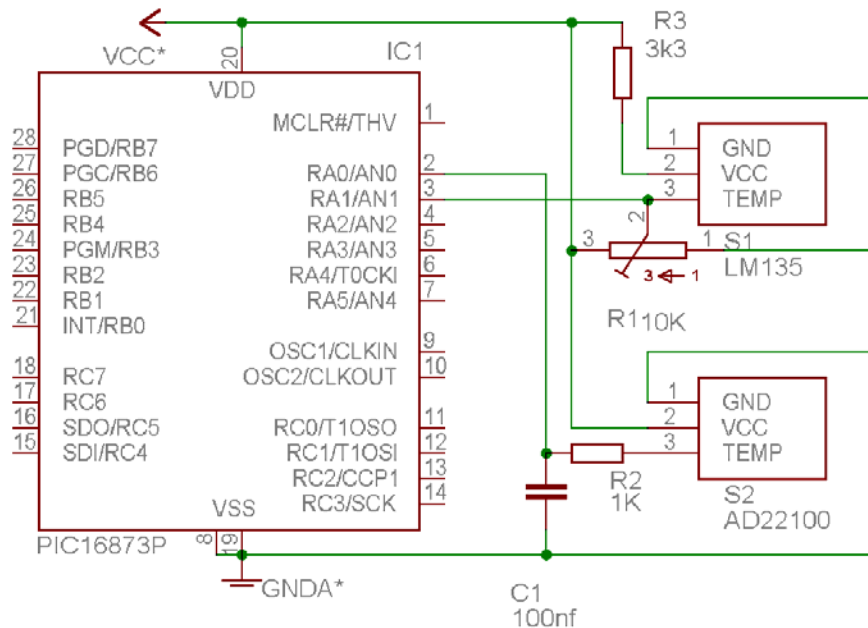 VCC*
R3
3k3
IC1
20
VDD
MCLR#/THV 1
28 PGD/RB7
27 PGC/RB6
26 RB5
25 RB4
24 PGM/RB3
23 RB2
22 RB1
21 INT/RB0
18 RC7
17 RC6
16 SDO/RC5
15 SDI/RC4
RA0/AN0 2
RA1/AN1 3
RA2/AN2 4
RA3/AN3 5
RA4/T0CKI 6
RA5/AN4 7
OSC1/CLKIN 9
OSC2/CLKOUT 10
RC0/T1OSO 11
RC1/T1OSI 12
RC2/CCP1 13
RC3/SCK 14
VSS
8
19
PIC16873P
GNDA*
1 GND
2 VCC
3 TEMP
S1
LM135
2
3
1
3 1
R1
10K
1 GND
2 VCC
3 TEMP
S2
AD22100
R2
1K
C1
100nf